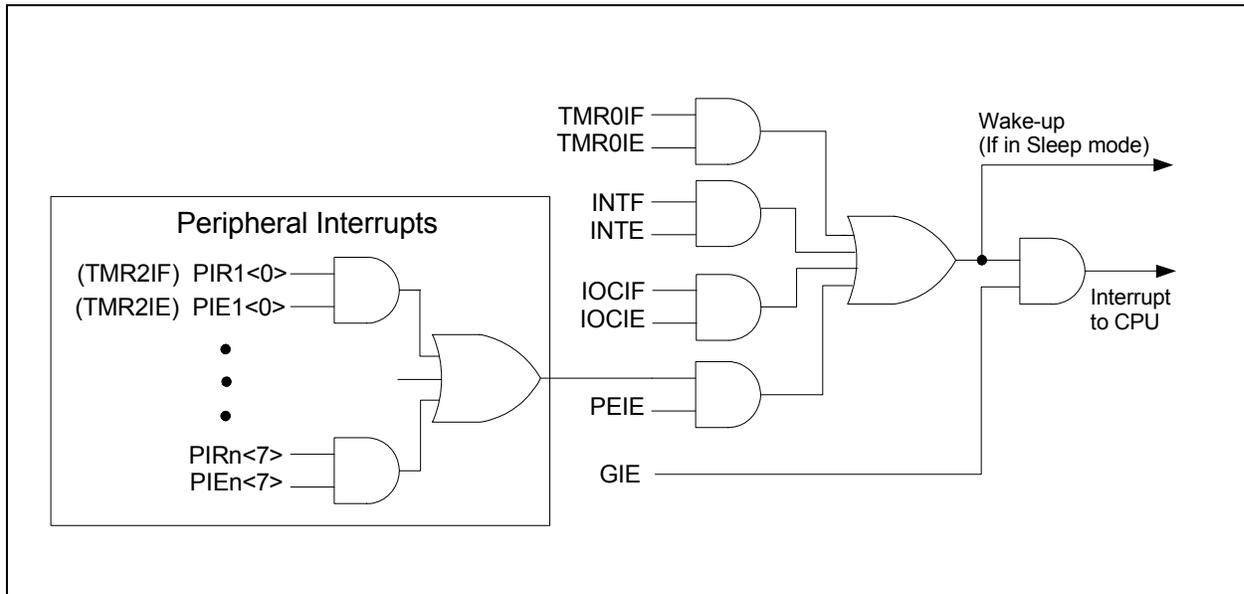 TMR0IF
TMR0IE
Wake-up
(If in Sleep mode)
INTF
INTE
Peripheral Interrupts
(TMR2IF) PIR1<0>
(TMR2IE) PIE1<0>
IOCIF
IOCIE
Interrupt
to CPU
PEIE
PIRn<7>
PIEn<7>
GIE